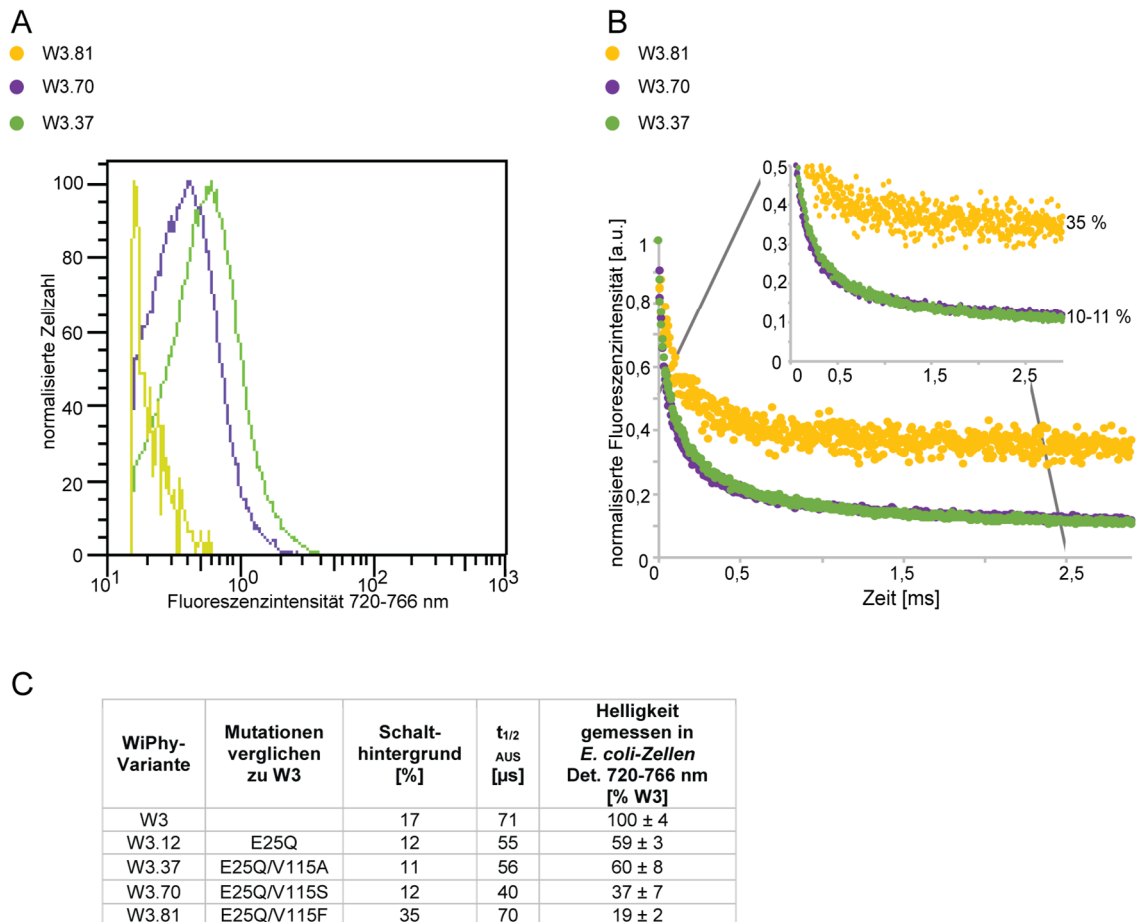 A
W3.81
W3.70
W3.37
100
80
60
40
20
0
normalisierte Zellzahl
10¹ 10⁰ 10² 10³
Fluoreszenzintensität 720-766 nm
B
W3.81
W3.70
W3.37
normalisierte Fluoreszenzintensität [a.u.]
1
0,8
0,6
0,4
0,2
0
0 0,5 1,5 2,5
Zeit [ms]
0,5
0,4
0,3
0,2
0,1
0
0 0,5 1,5 2,5
35 %
10-11 %
C
WiPhy-
Variante
Mutationen
verglichen
zu W3
Schalt-
hintergrund
[%]
t1/2
AUS
[µs]
Helligkeit
gemessen in
E. coli-Zellen
Det. 720-766 nm
[% W3]
W3 17 71 100 ± 4
W3.12 E25Q 12 55 59 ± 3
W3.37 E25Q/V115A 11 56 60 ± 8
W3.70 E25Q/V115S 12 40 37 ± 7
W3.81 E25Q/V115F 35 70 19 ± 2